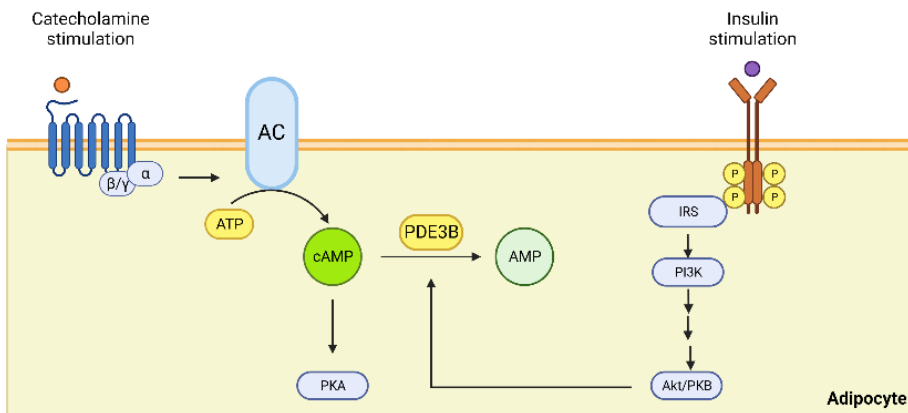 Catecholamine
stimulation
Insulin
stimulation
AC
β/γ
α
ATP
cAMP
PDE3B
AMP
PKA
P
P
P
P
IRS
PI3K
Akt/PKB
Adipocyte